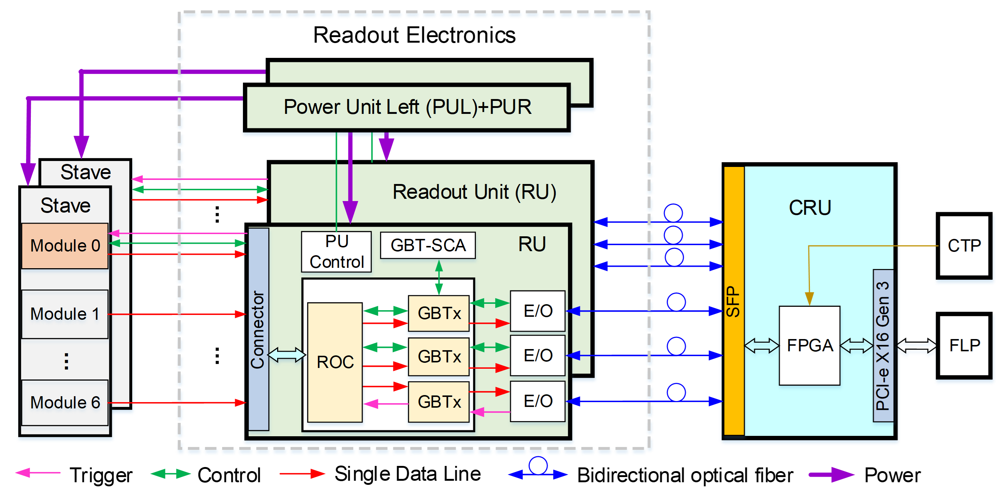 Readout Electronics
Power Unit Left (PUL)+PUR
Stave
Stave
Module 0
Module 1
⋮
Module 6
⋮
⋮
Readout Unit (RU)
RU
Connector
PU
Control
GBT-SCA
ROC
GBTx
GBTx
GBTx
E/O
E/O
E/O
SFP
CRU
FPGA
PCI-e X16 Gen 3
CTP
FLP
Trigger
Control
Single Data Line
Bidirectional optical fiber
Power